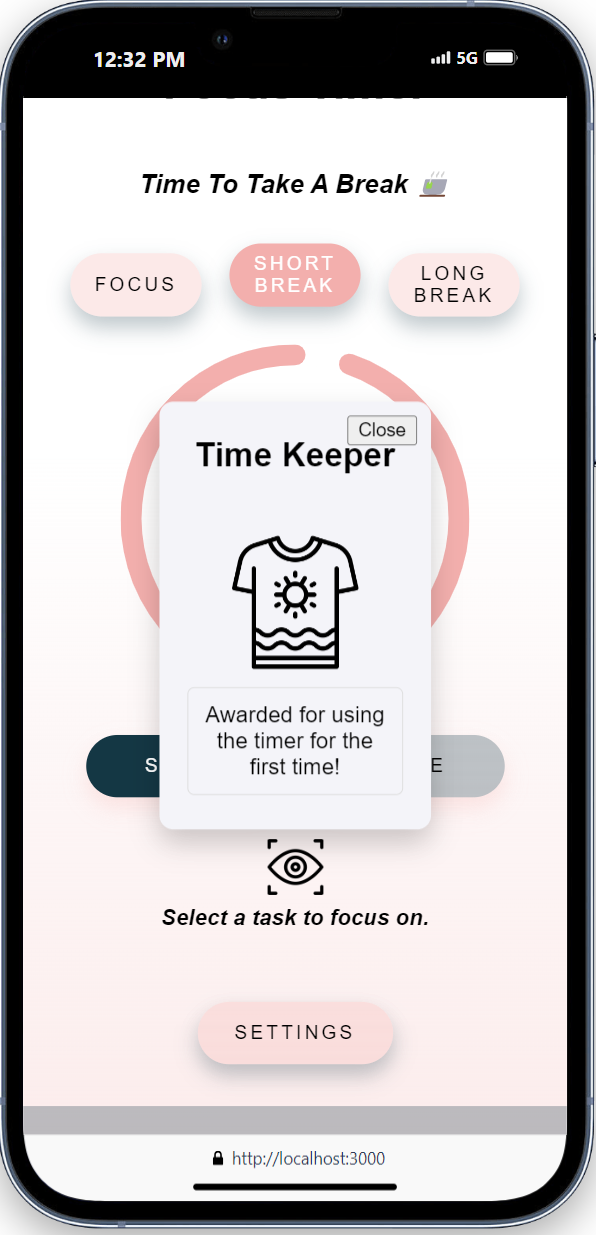 12:32 PM
5G
Time To Take A Break
FOCUS
SHORT
BREAK
LONG
BREAK
Close
Time Keeper
Awarded for using
the timer for the
first time!
S
E
Select a task to focus on.
SETTINGS
http://localhost:3000